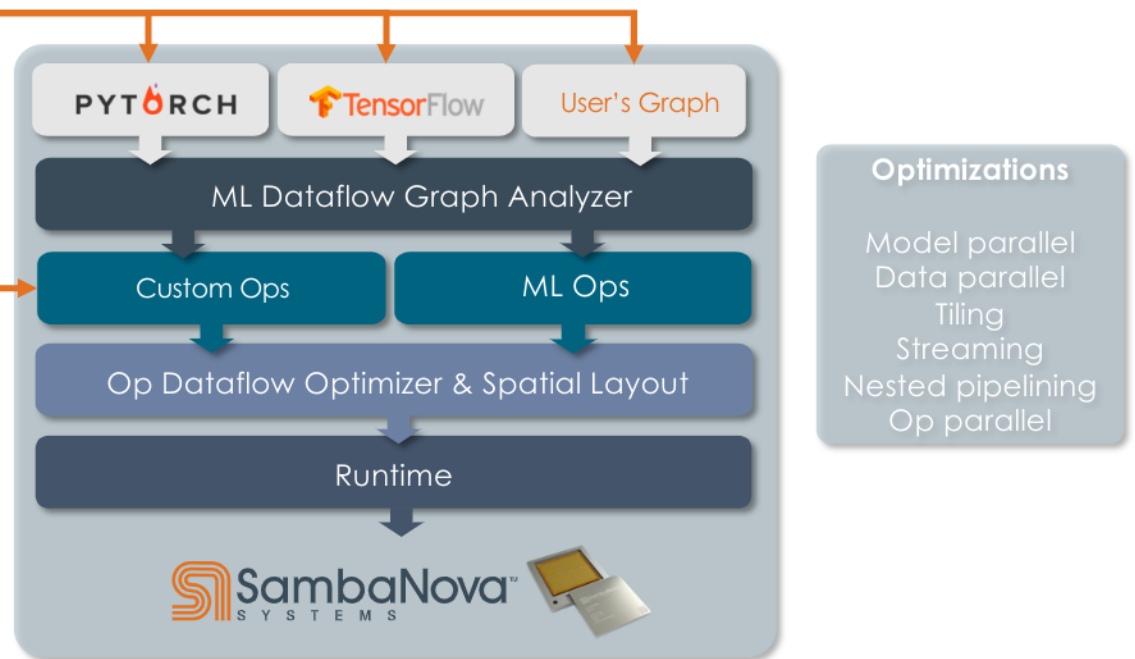 PYTORCH
TensorFlow
User's Graph
ML Dataflow Graph Analyzer
Custom Ops
ML Ops
Op Dataflow Optimizer & Spatial Layout
Runtime
SambaNova™
SYSTEMS
Optimizations
Model parallel
Data parallel
Tiling
Streaming
Nested pipelining
Op parallel